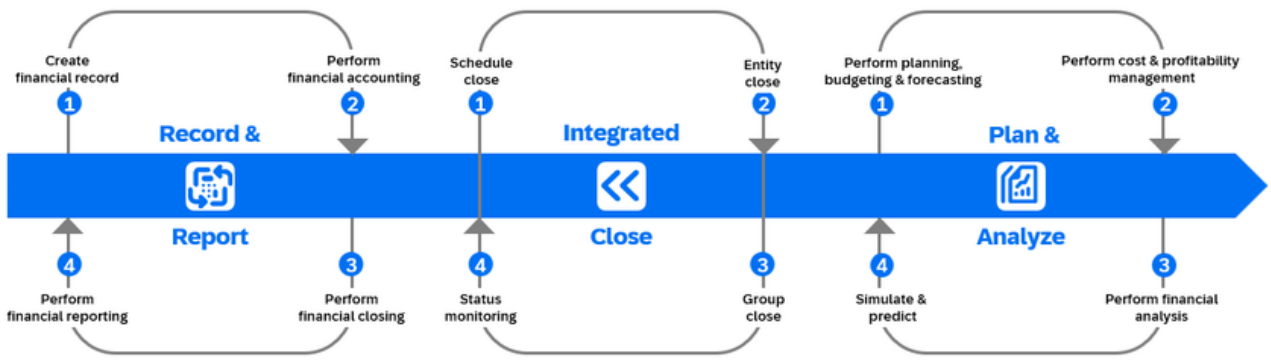 Create
financial record
1
Perform
financial accounting
2
Record &
Report
4
Perform
financial reporting
3
Perform
financial closing
Schedule
close
1
Entity
close
2
Integrated
Close
4
Status
monitoring
3
Group
close
Perform planning,
budgeting & forecasting
1
Perform cost & profitability
management
2
Plan &
Analyze
4
Simulate &
predict
3
Perform financial
analysis